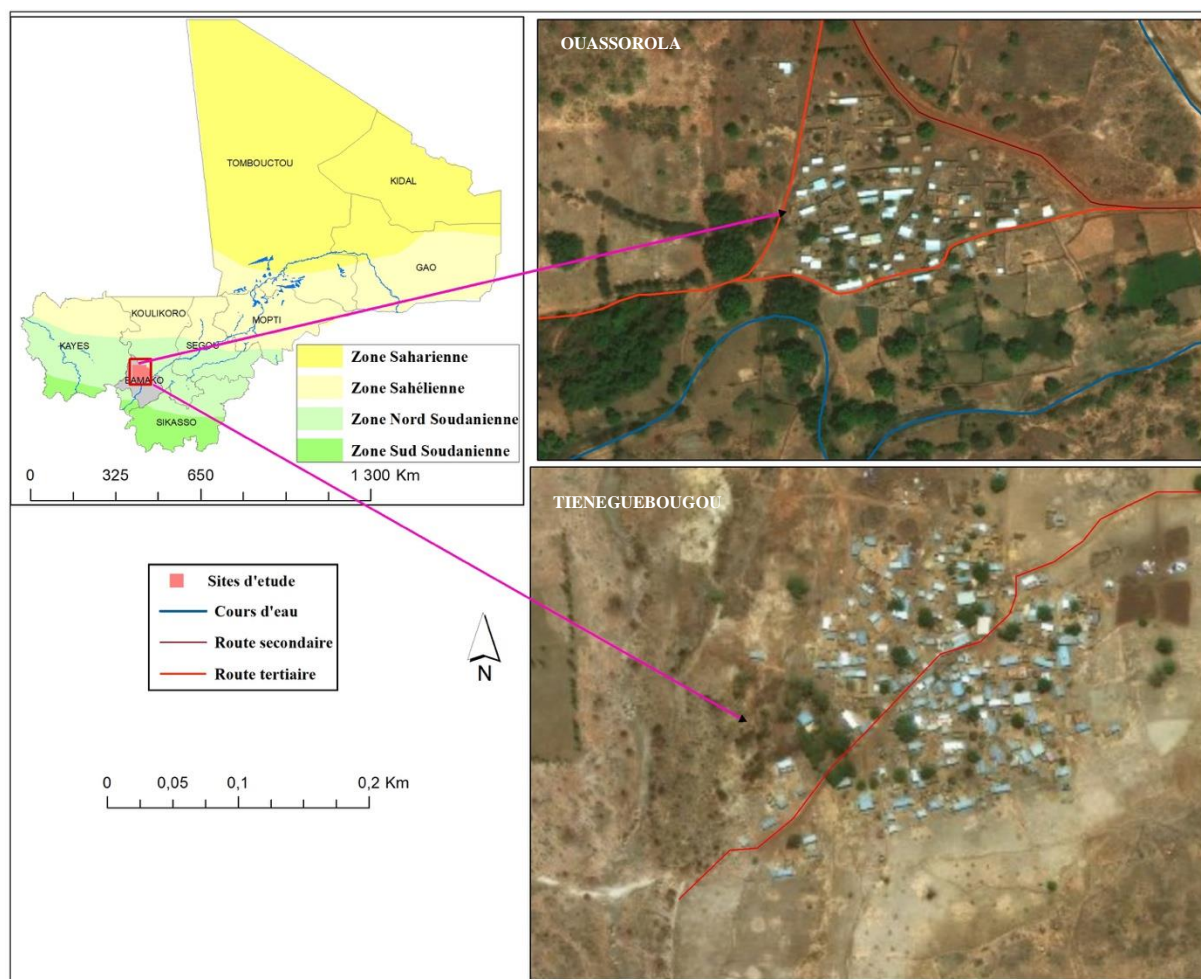 TOMBOUCTOU
KIDAL
GAO
KOULIKORO
MOPTI
KAYES
SEGOU
BAMAKO
SIKASSO
Zone Saharienne
Zone Sahélienne
Zone Nord Soudanienne
Zone Sud Soudanienne
0 325 650 1 300 Km
OUASSOROLA
TIENEGUEBOUGOU
Sites d'etude
Cours d'eau
Route secondaire
Route tertiaire
N
0 0,05 0,1 0,2 Km